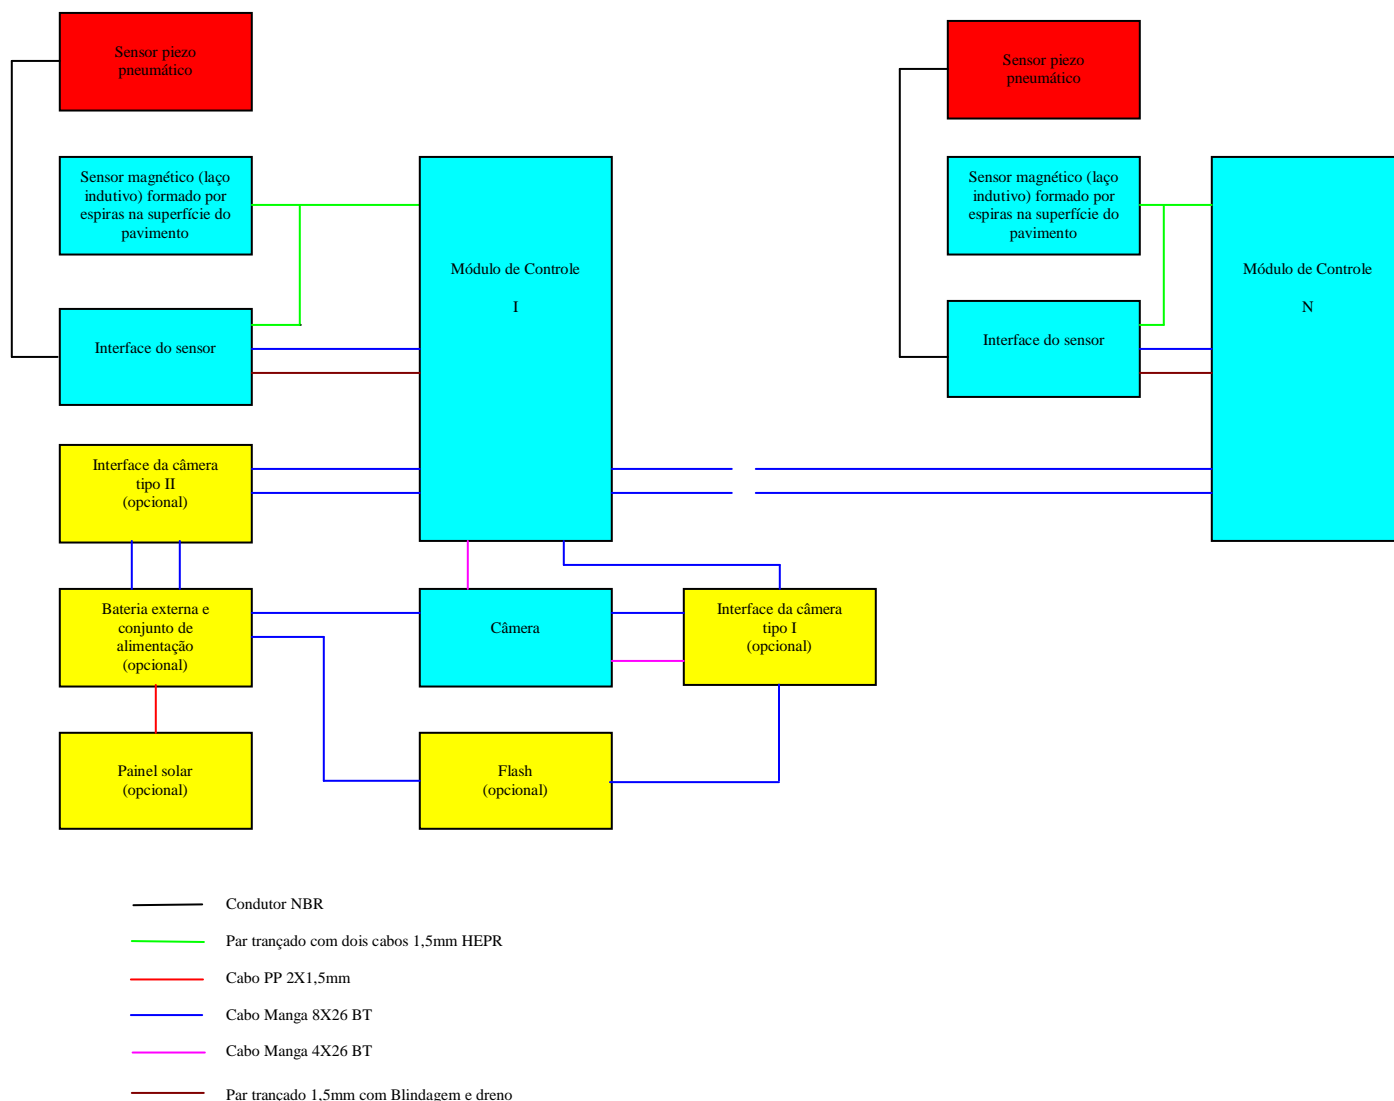 Sensor piezo
pneumático
Sensor piezo
pneumático
Sensor magnético (laço
indutivo) formado por
espiras na superfície do
pavimento
Módulo de Controle
I
Sensor magnético (laço
indutivo) formado por
espiras na superfície do
pavimento
Módulo de Controle
N
Interface do sensor
Interface do sensor
Interface da câmera
tipo II
(opcional)
Bateria externa e
conjunto de
alimentação
(opcional)
Câmera
Interface da câmera
tipo I
(opcional)
Painel solar
(opcional)
Flash
(opcional)
Condutor NBR
Par trançado com dois cabos 1,5mm HEPR
Cabo PP 2X1,5mm
Cabo Manga 8X26 BT
Cabo Manga 4X26 BT
Par trançado 1,5mm com Blindagem e dreno